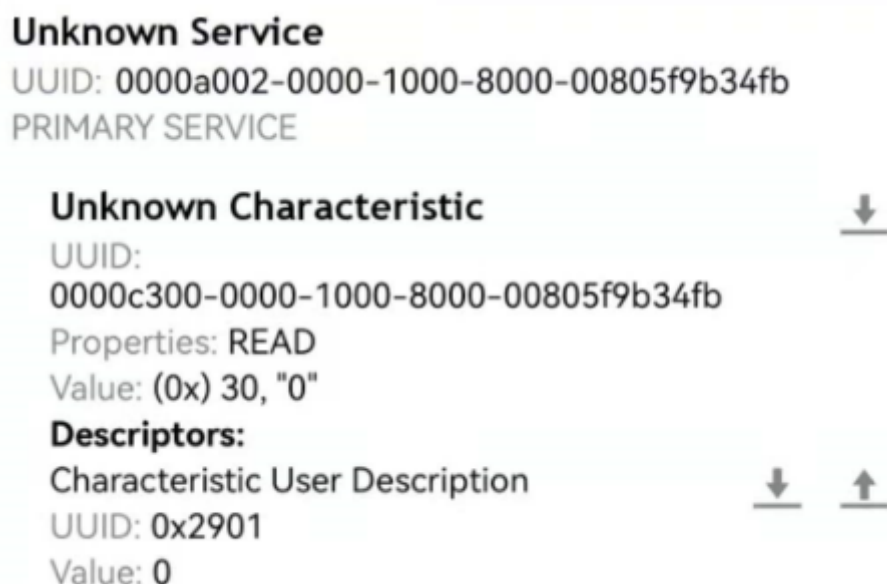 Unknown Service
UUID: 0000a002-0000-1000-8000-00805f9b34fb
PRIMARY SERVICE
Unknown Characteristic
UUID:
0000c300-0000-1000-8000-00805f9b34fb
Properties: READ
Value: (0x) 30, "0"
Descriptors:
Characteristic User Description
UUID: 0x2901
Value: 0